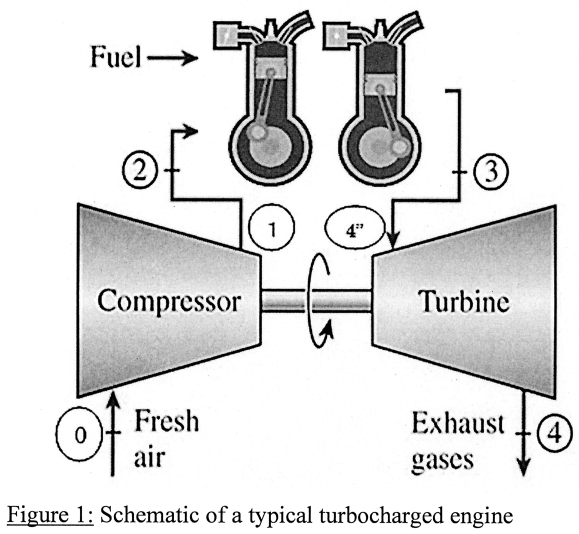 Fuel
2
3
1
4"
Compressor
Turbine
0
Fresh
air
Exhaust
gases
4
Figure 1: Schematic of a typical turbocharged engine